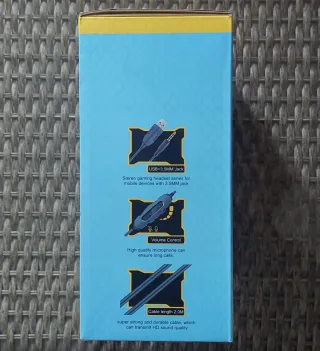 USB+3.5MM Jack
Stereo gaming headset series for
mobile devices with 3.5MM jack
Volume Control
High quality microphone can
ensure long calls.
Cable length 2.0M
super strong and durable cable, which
can transmit HD sound quality